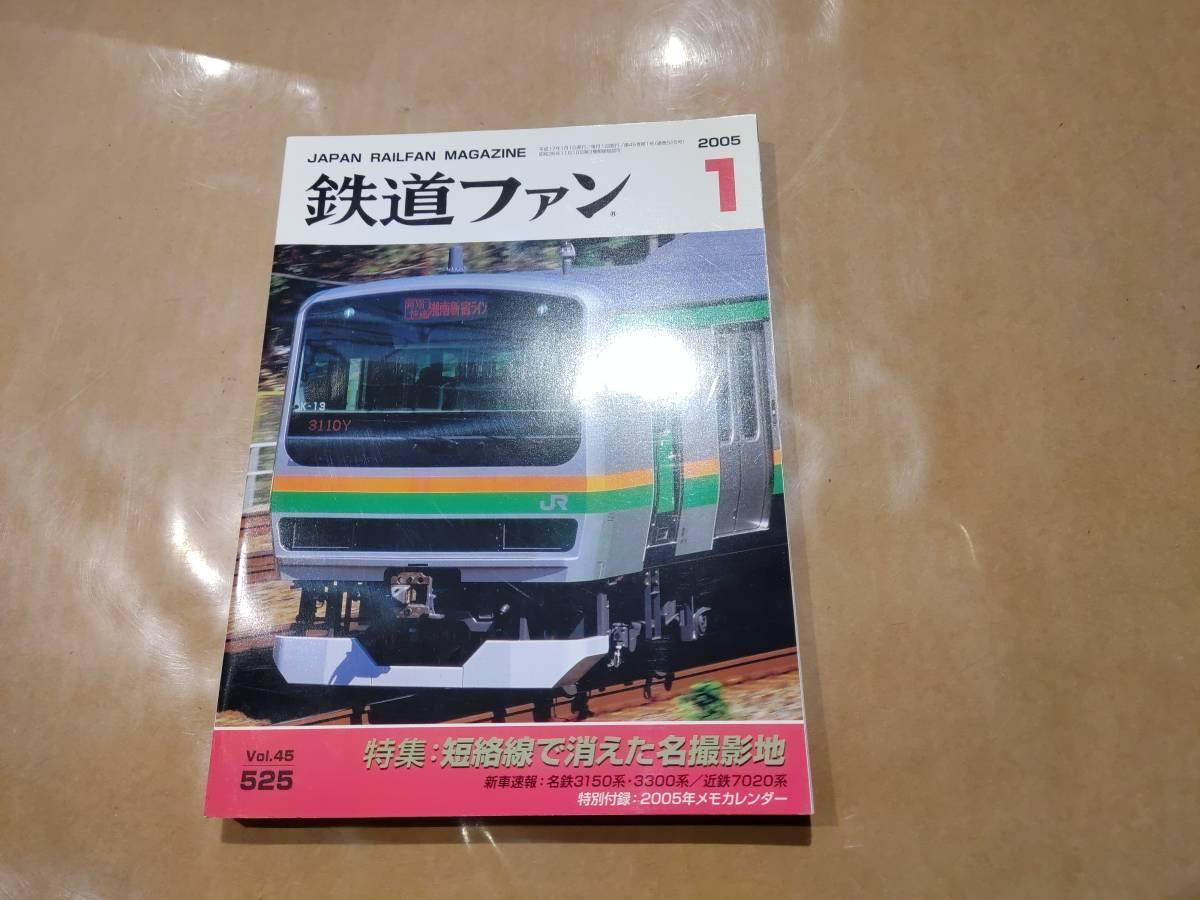 JAPAN RAILFAN MAGAZINE
2005
1
鉄道ファン
®
湘南新宿ライン
K-13
3110Y
JR
Vol.45
525
特集:短絡線で消えた名撮影地
新車速報:名鉄3150系・3300系/近鉄7020系
特別付録:2005年メモカレンダー